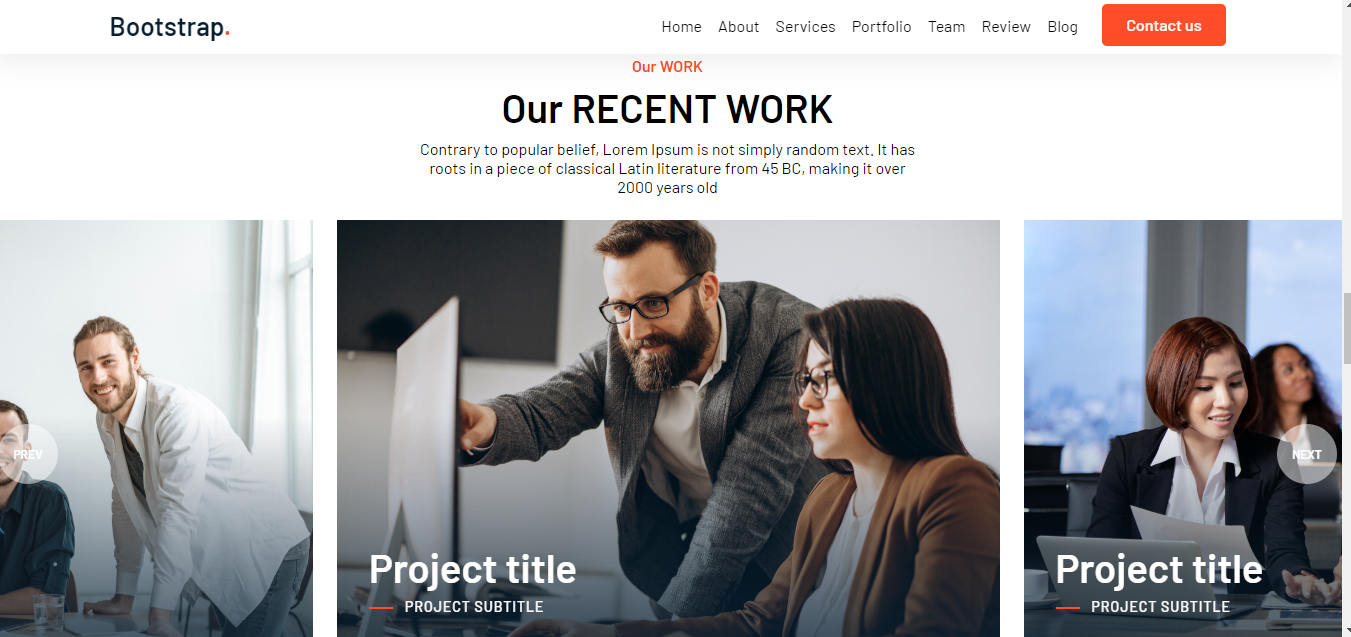 Bootstrap.
Home About Services Portfolio Team Review Blog Contact us
Our WORK
Our RECENT WORK
Contrary to popular belief, Lorem Ipsum is not simply random text. It has
roots in a piece of classical Latin literature from 45 BC, making it over
2000 years old
PREV
NEXT
Project title
PROJECT SUBTITLE
Project title
PROJECT SUBTITLE